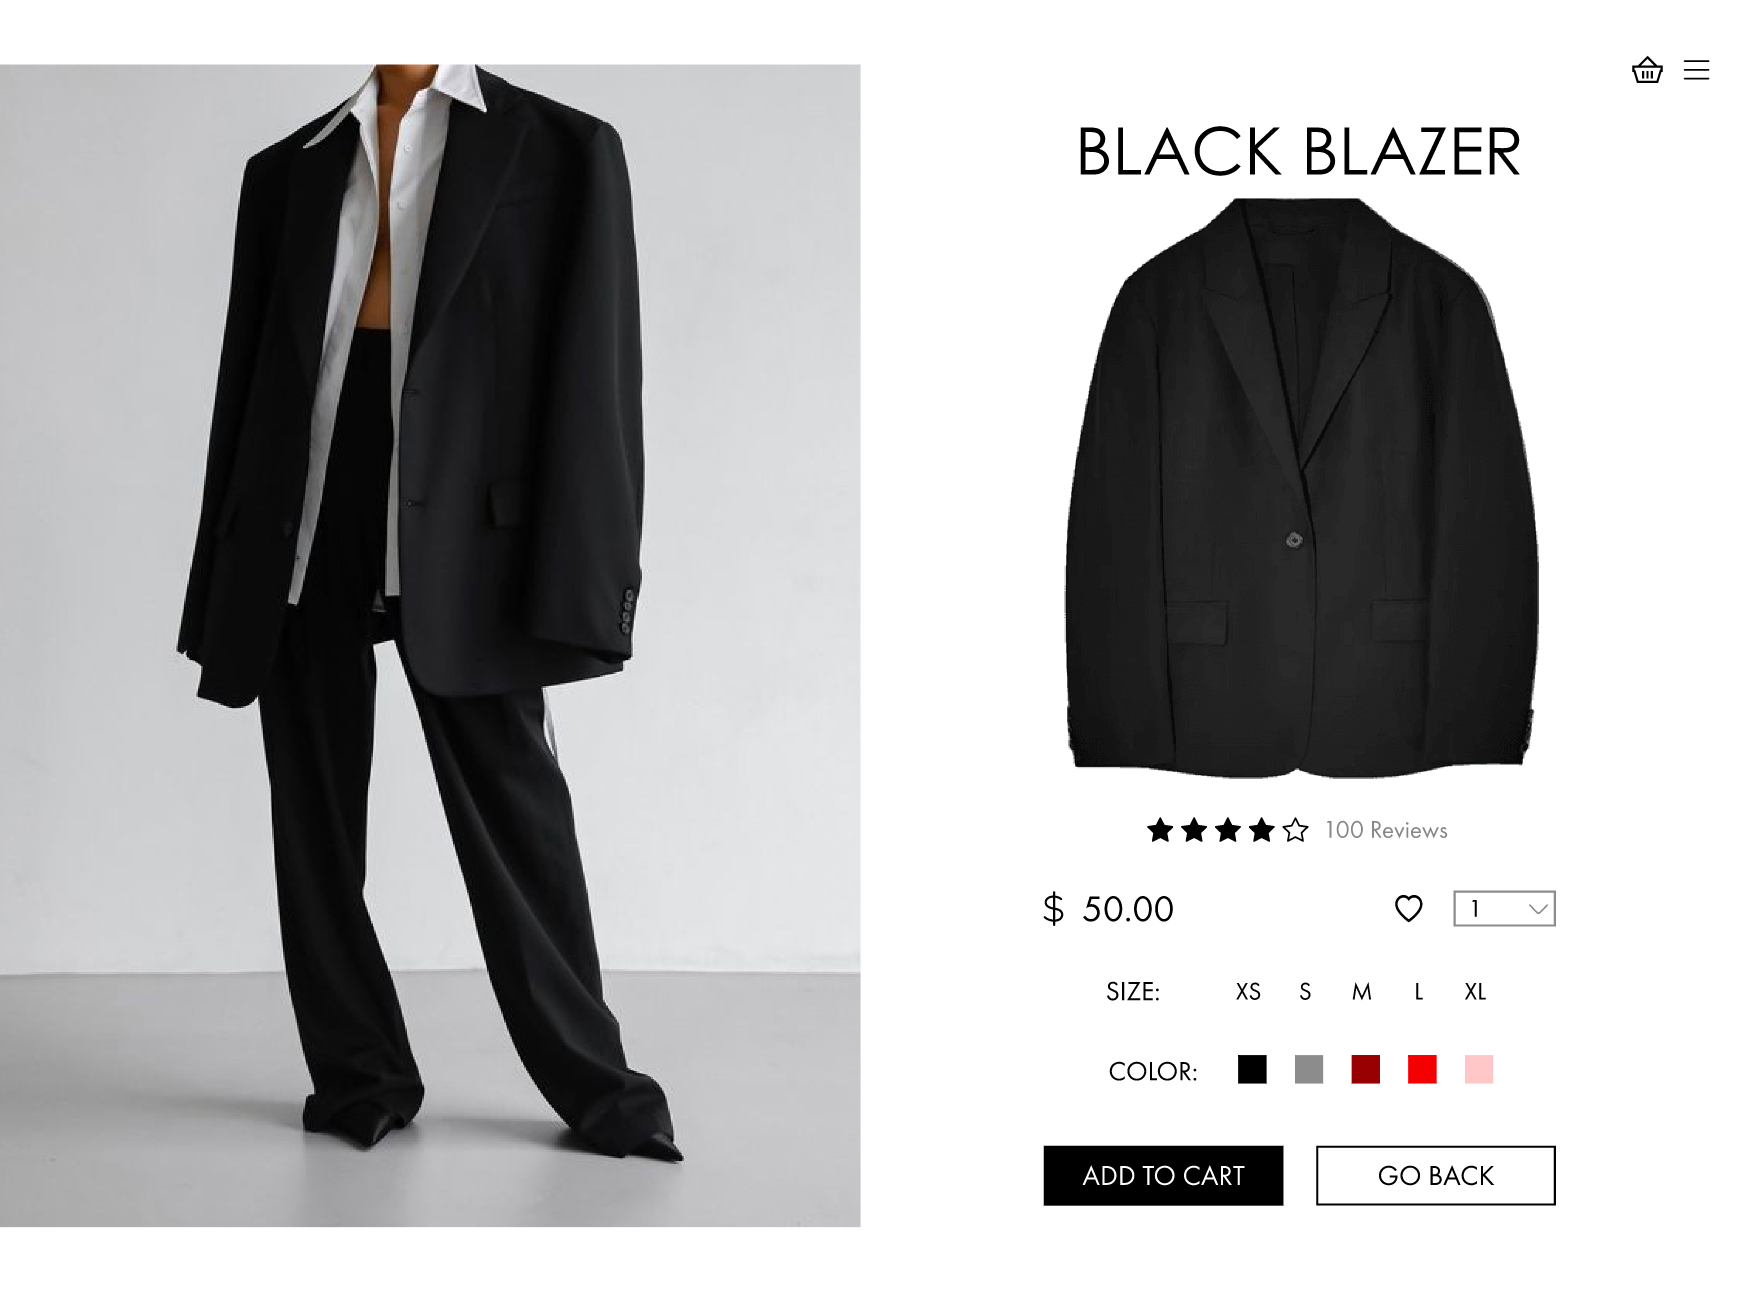 BLACK BLAZER
100 Reviews
$ 50.00
1
SIZE: XS S M L XL
COLOR:
ADD TO CART
GO BACK